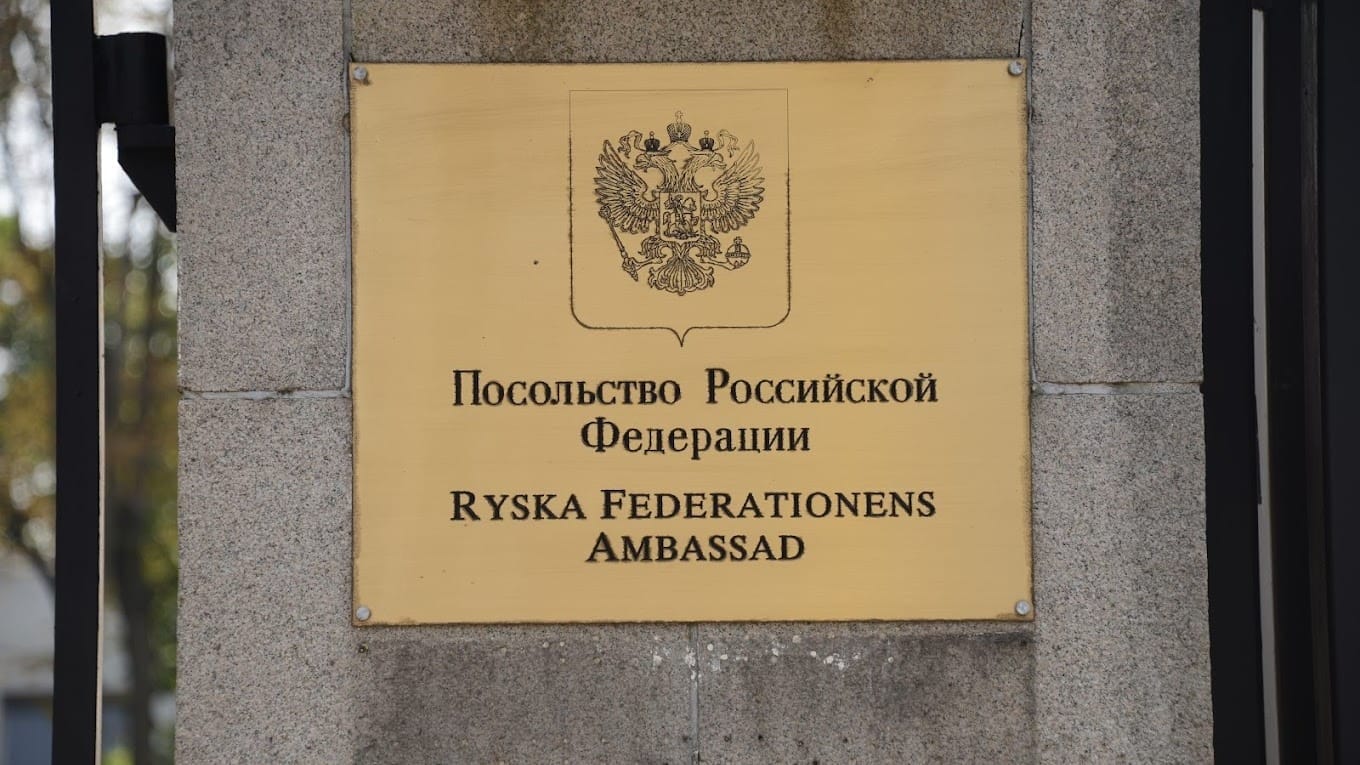 Посольство Российской
Федерации
RYSKA FEDERATIONENS
AMBASSAD